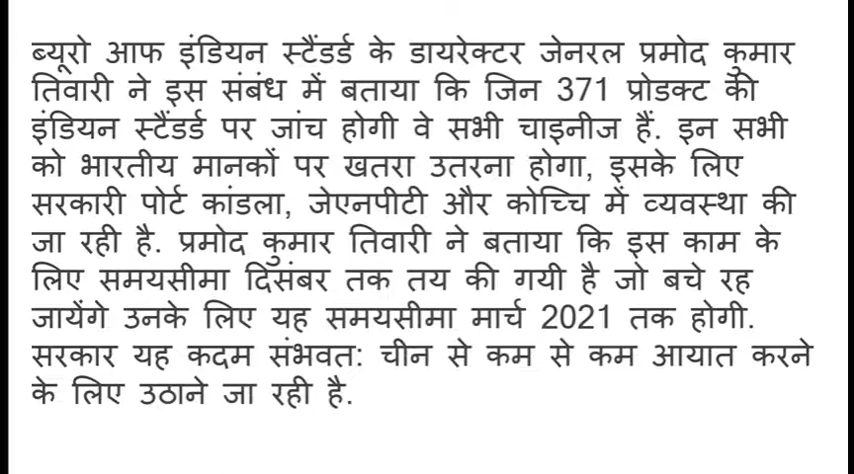 ब्यूरो आफ इंडियन स्टैंडर्ड के डायरेक्टर जेनरल प्रमोद कुमार
तिवारी ने इस संबंध में बताया कि जिन 371 प्रोडक्ट की
इंडियन स्टैंडर्ड पर जांच होगी वे सभी चाइनीज हैं. इन सभी
को भारतीय मानकों पर खतरा उतरना होगा, इसके लिए
सरकारी पोर्ट कांडला, जेएनपीटी और कोच्चि में व्यवस्था की
जा रही है. प्रमोद कुमार तिवारी ने बताया कि इस काम के
लिए समयसीमा दिसंबर तक तय की गयी है जो बचे रह
जायेंगे उनके लिए यह समयसीमा मार्च 2021 तक होगी.
सरकार यह कदम संभवत: चीन से कम से कम आयात करने
के लिए उठाने जा रही है.